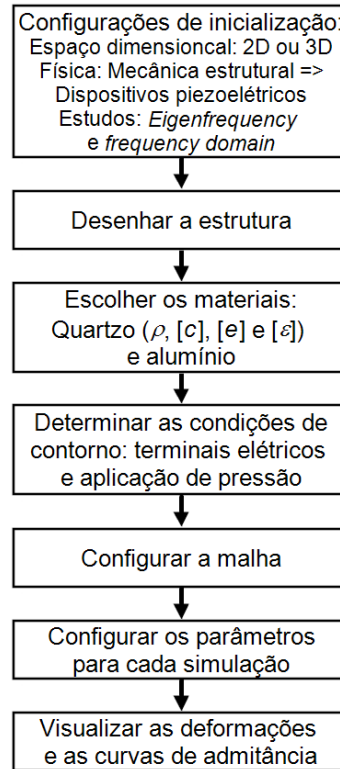 Configurações de inicialização:
Espaço dimensioncal: 2D ou 3D
Física: Mecânica estrutural =>
Dispositivos piezoelétricos
Estudos: Eigenfrequency
e frequency domain
Desenhar a estrutura
Escolher os materiais:
Quartzo (ρ, [c], [e] e [ε])
e alumínio
Determinar as condições de
contorno: terminais elétricos
e aplicação de pressão
Configurar a malha
Configurar os parâmetros
para cada simulação
Visualizar as deformações
e as curvas de admitância